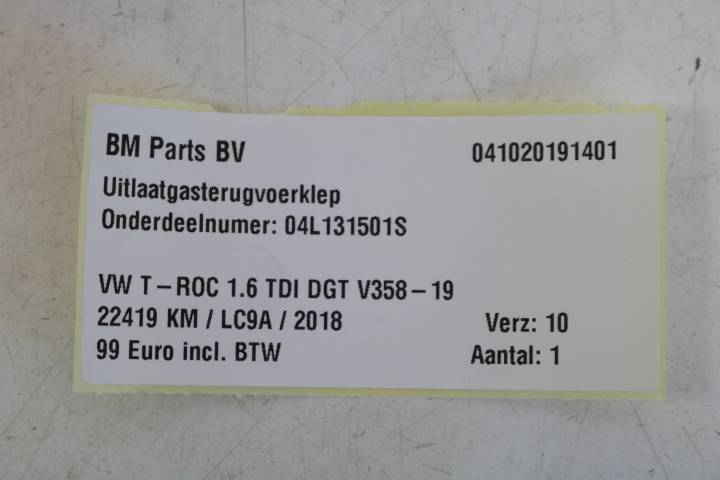 BM Parts BV 041020191401
Uitlaatgasterugvoerklep
Onderdeelnumer: 04L131501S
VW T-ROC 1.6 TDI DGT V358-19
22419 KM / LC9A / 2018 Verz: 10
99 Euro incl. BTW Aantal: 1